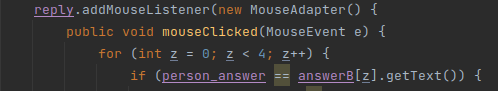 reply.addMouseListener(new MouseAdapter() {
public void mouseClicked(MouseEvent e) {
for (int z = 0; z < 4; z++) {
if (person_answer == answerB[z].getText()) {